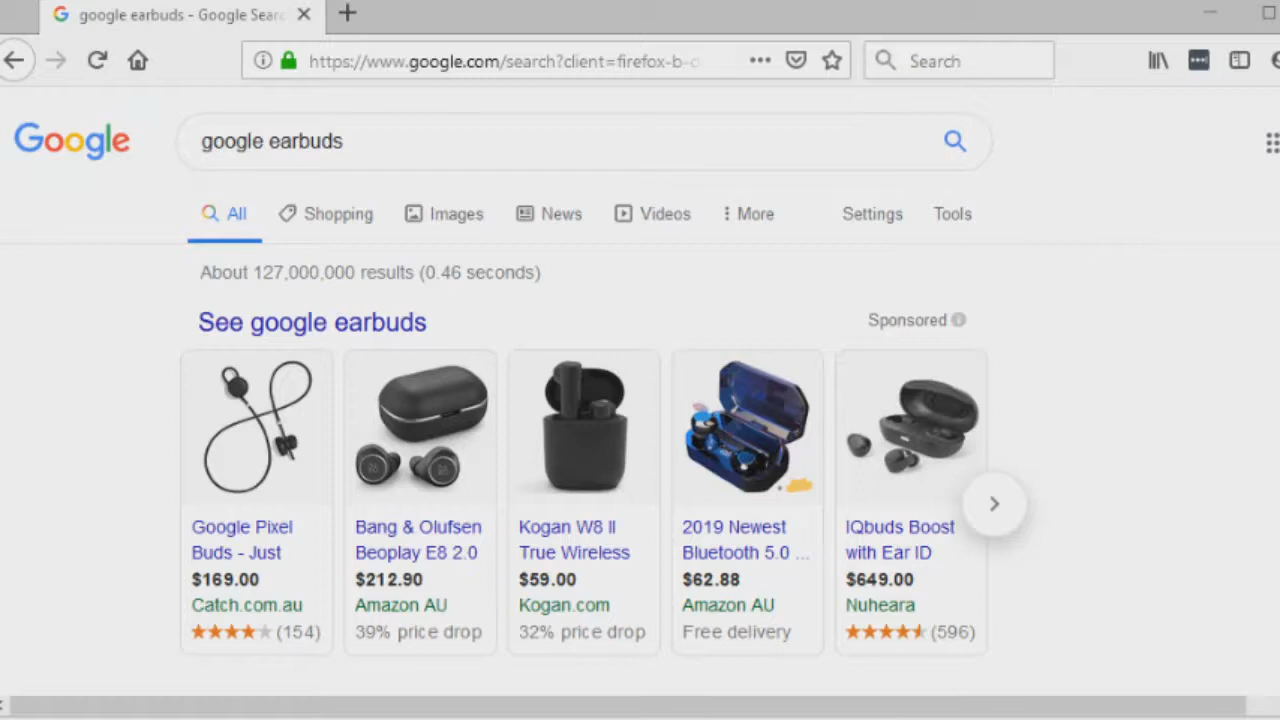 google earbuds - Google Sear
https://www.google.com/search?client=firefox-b-d
Search
Google
google earbuds
All
Shopping
Images
News
Videos
More
Settings
Tools
About 127,000,000 results (0.46 seconds)
See google earbuds
Sponsored
Google Pixel
Buds - Just
$169.00
Catch.com.au
(154)
Bang & Olufsen
Beoplay E8 2.0
$212.90
Amazon AU
39% price drop
Kogan W8 II
True Wireless
$59.00
Kogan.com
32% price drop
2019 Newest
Bluetooth 5.0 ...
$62.88
Amazon AU
Free delivery
IQbuds Boost
with Ear ID
$649.00
Nuheara
(596)